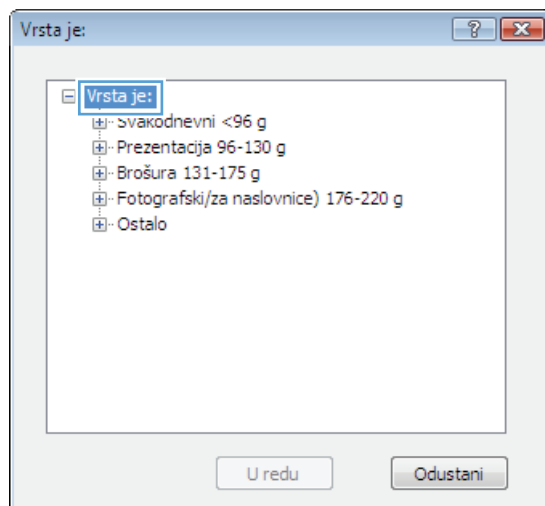 Vrsta je:
Vrsta je:
Svakodnevni <96 g
Prezentacija 96-130 g
Brošura 131-175 g
Fotografski/za naslovnice) 176-220 g
Ostalo
U redu
Odustani